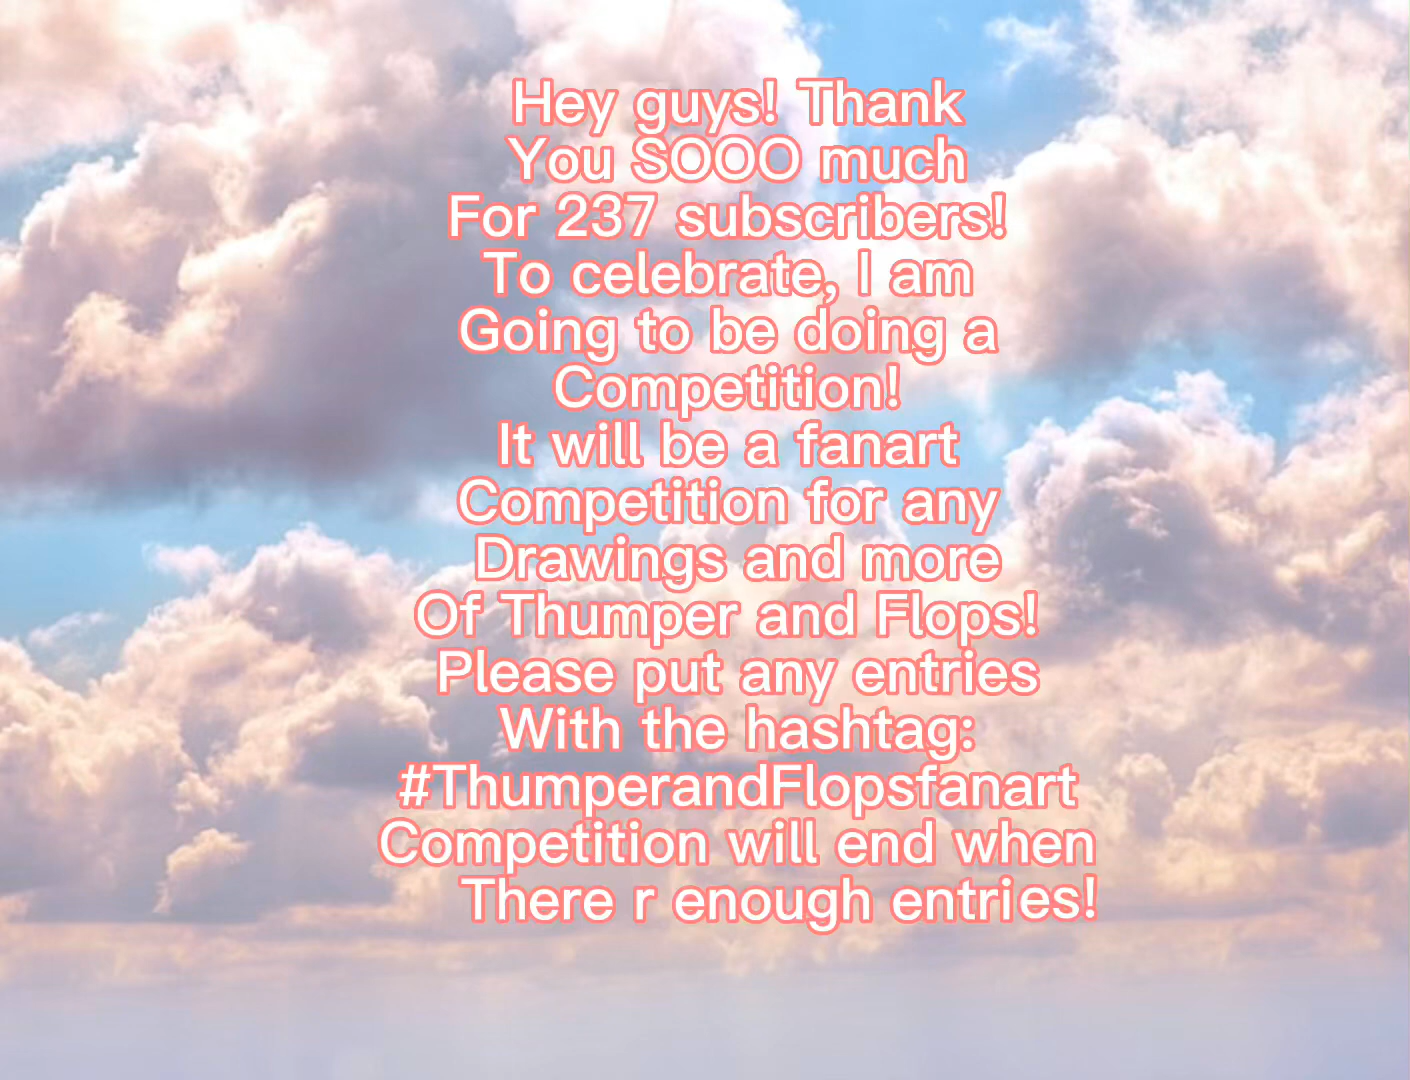 Hey guys! Thank
You SOOO much
For 237 subscribers!
To celebrate, I am
Going to be doing a
Competition!
It will be a fanart
Competition for any
Drawings and more
Of Thumper and Flops!
Please put any entries
With the hashtag:
#ThumperandFlopsfanart
Competition will end when
There r enough entries!